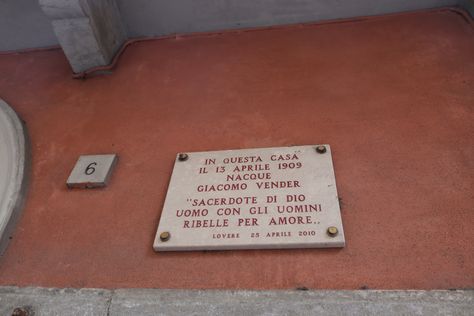 6
IN QUESTA CASA
IL 13 APRILE 1909
NACQUE
GIACOMO VENDER
"SACERDOTE DI DIO
UOMO CON GLI UOMINI
RIBELLE PER AMORE..
LOVERE 25 APRILE 2010